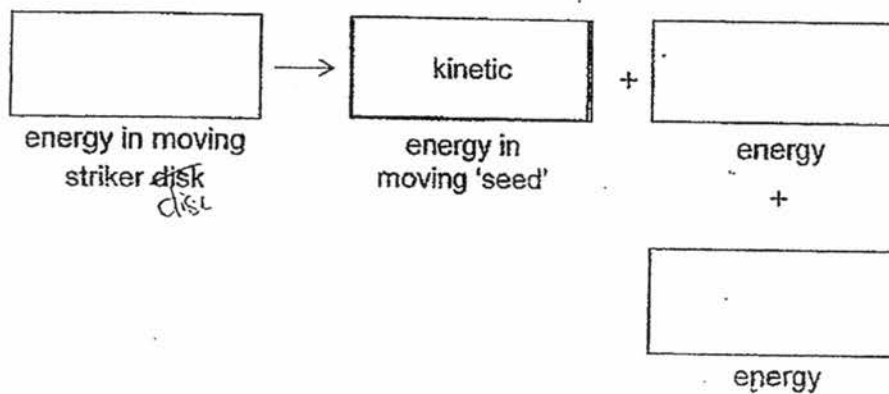 kinetic
+
energy in moving
striker disk
disc
energy in
moving 'seed'
energy
+
energy